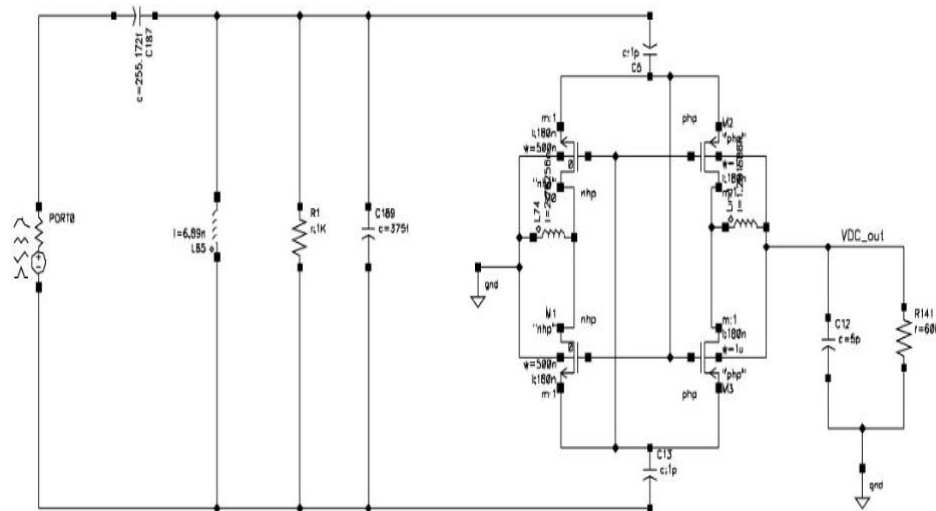 c=255.172f
C187
PORT0
l=6.89n
R1
r:1K
C189
c=375f
c:1p
m:1
l:180n
w=500n
"nhp"
nhp
php
M2
"php"
l:180n
L74
gnd
M1
"nhp"
nhp
w=500n
l:180n
m:1
m:1
l:180n
w=1u
"php"
M3
php
C13
c:1p
VDC_out
C12
c=5p
R141
gnd